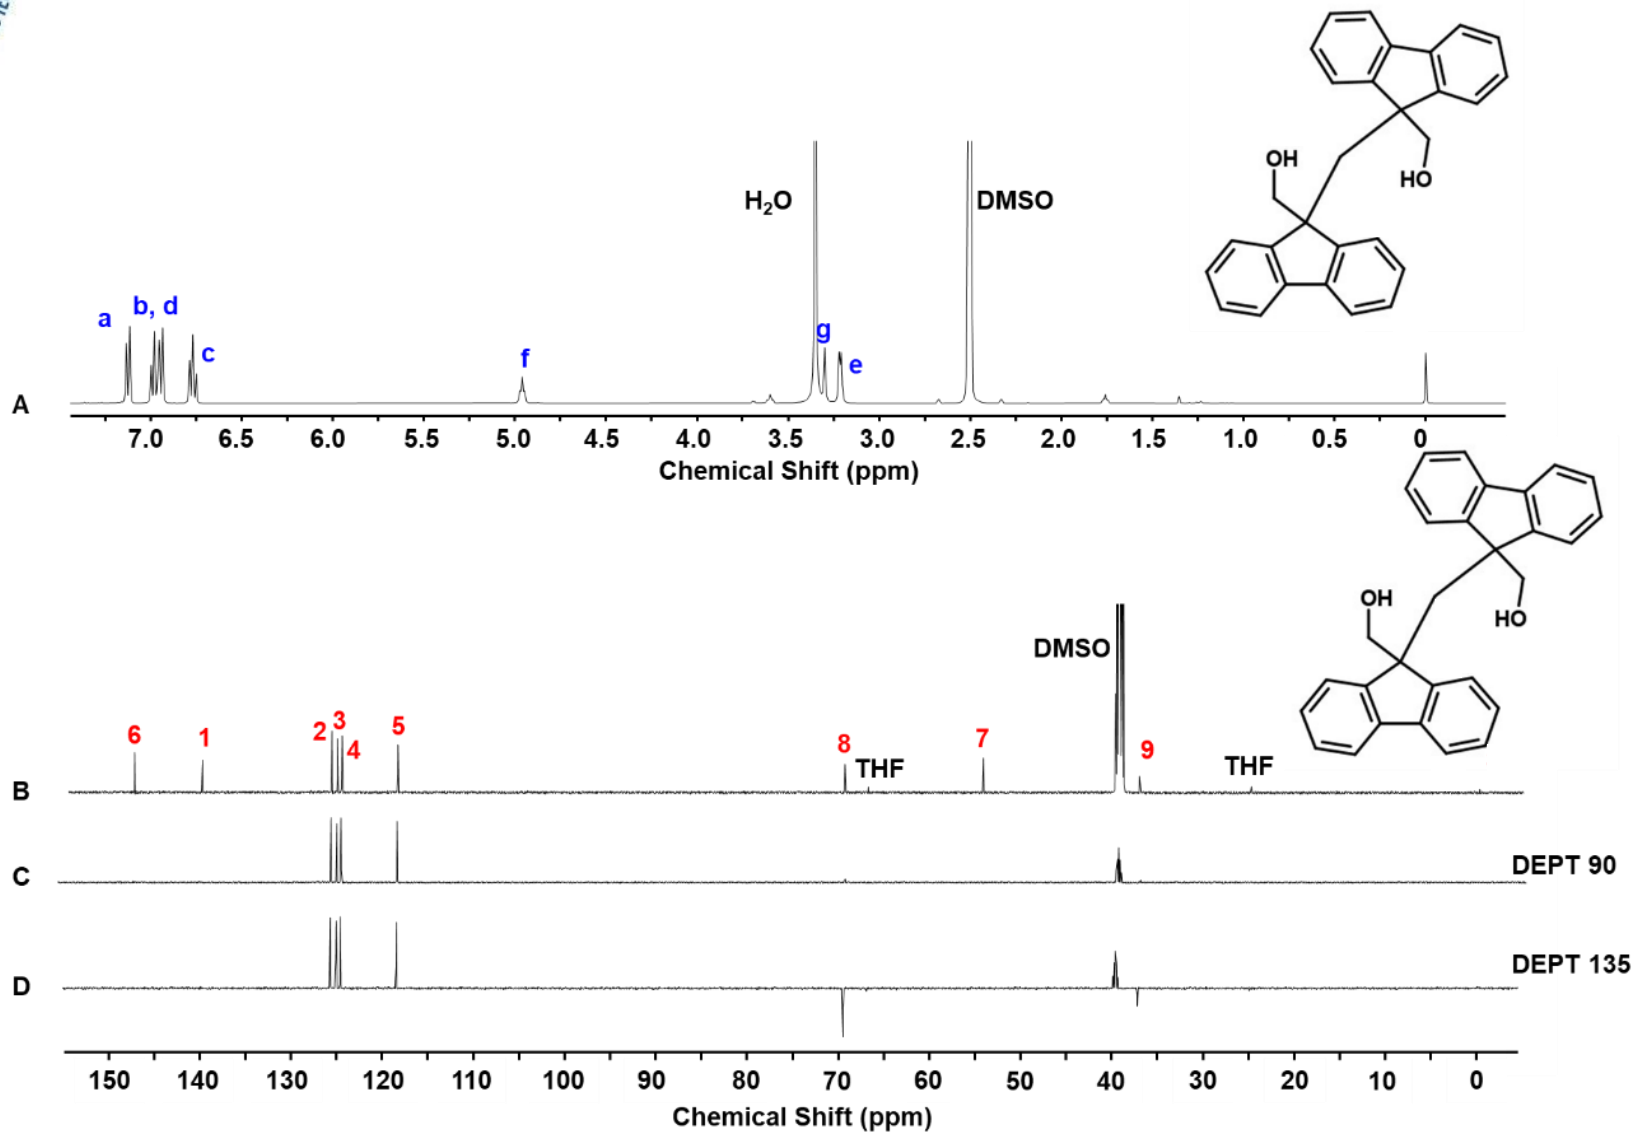 OH
HO
H₂O
DMSO
a
b, d
c
f
g
e
A
7.0 6.5 6.0 5.5 5.0 4.5 4.0 3.5 3.0 2.5 2.0 1.5 1.0 0.5 0
Chemical Shift (ppm)
OH
HO
DMSO
6
1
2
3
4
5
8
THF
7
9
THF
B
C
DEPT 90
D
DEPT 135
150 140 130 120 110 100 90 80 70 60 50 40 30 20 10 0
Chemical Shift (ppm)